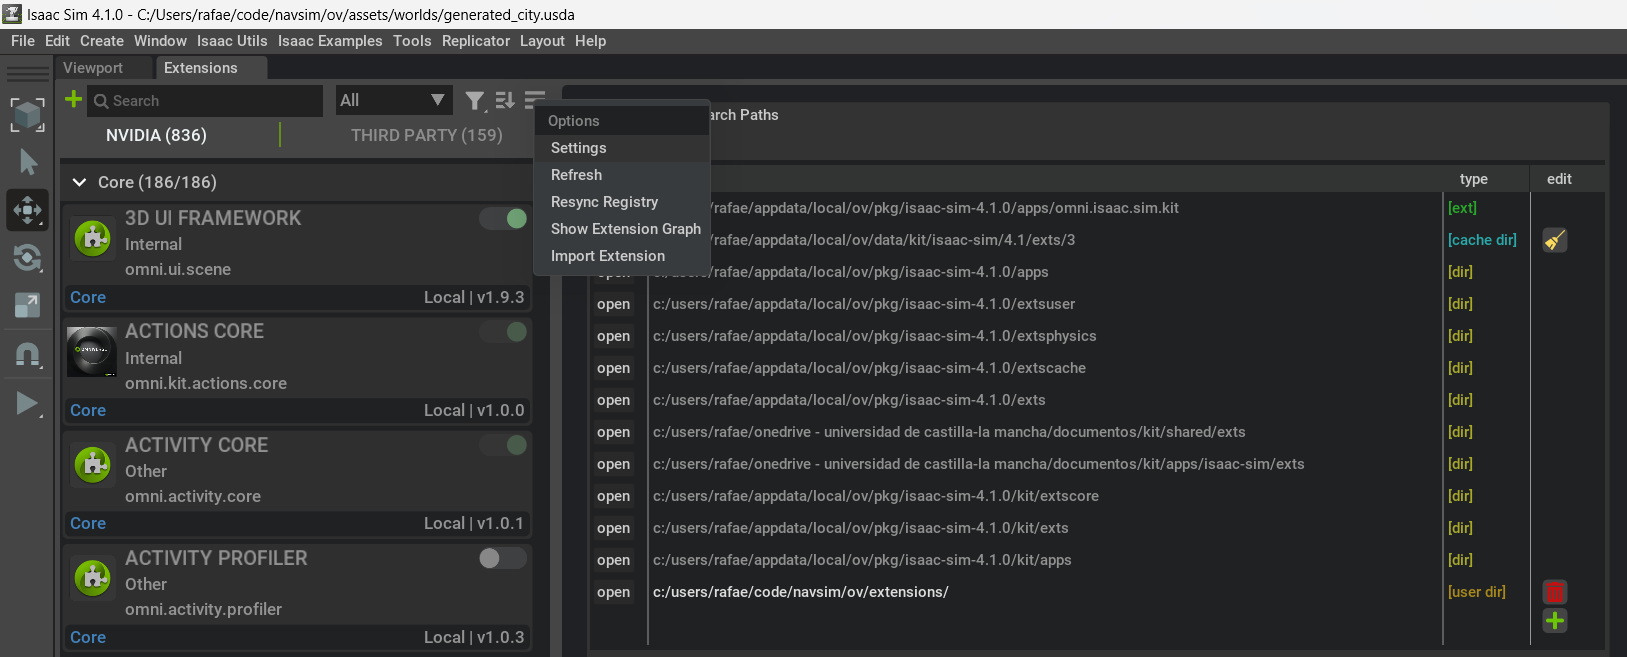 Isaac Sim 4.1.0 - C:/Users/rafae/code/navsim/ov/assets/worlds/generated_city.usda
File Edit Create Window Isaac Utils Isaac Examples Tools Replicator Layout Help
Viewport Extensions
Search All
NVIDIA (836) THIRD PARTY (159)
Core (186/186)
3D UI FRAMEWORK
Internal
omni.ui.scene
Core Local | v1.9.3
ACTIONS CORE
Internal
omni.kit.actions.core
Core Local | v1.0.0
ACTIVITY CORE
Other
omni.activity.core
Core Local | v1.0.1
ACTIVITY PROFILER
Other
omni.activity.profiler
Core Local | v1.0.3
Options
Settings
Refresh
Resync Registry
Show Extension Graph
Import Extension
arch Paths
type edit
/rafae/appdata/local/ov/pkg/isaac-sim-4.1.0/apps/omni.isaac.sim.kit [ext]
/rafae/appdata/local/ov/data/kit/isaac-sim/4.1/exts/3 [cache dir]
/rafae/appdata/local/ov/pkg/isaac-sim-4.1.0/apps [dir]
open c:/users/rafae/appdata/local/ov/pkg/isaac-sim-4.1.0/extsuser [dir]
open c:/users/rafae/appdata/local/ov/pkg/isaac-sim-4.1.0/extsphysics [dir]
open c:/users/rafae/appdata/local/ov/pkg/isaac-sim-4.1.0/extscache [dir]
open c:/users/rafae/appdata/local/ov/pkg/isaac-sim-4.1.0/exts [dir]
open c:/users/rafae/onedrive - universidad de castilla-la mancha/documentos/kit/shared/exts [dir]
open c:/users/rafae/onedrive - universidad de castilla-la mancha/documentos/kit/apps/isaac-sim/exts [dir]
open c:/users/rafae/appdata/local/ov/pkg/isaac-sim-4.1.0/kit/extscore [dir]
open c:/users/rafae/appdata/local/ov/pkg/isaac-sim-4.1.0/kit/exts [dir]
open c:/users/rafae/appdata/local/ov/pkg/isaac-sim-4.1.0/kit/apps [dir]
open c:/users/rafae/code/navsim/ov/extensions/ [user dir]